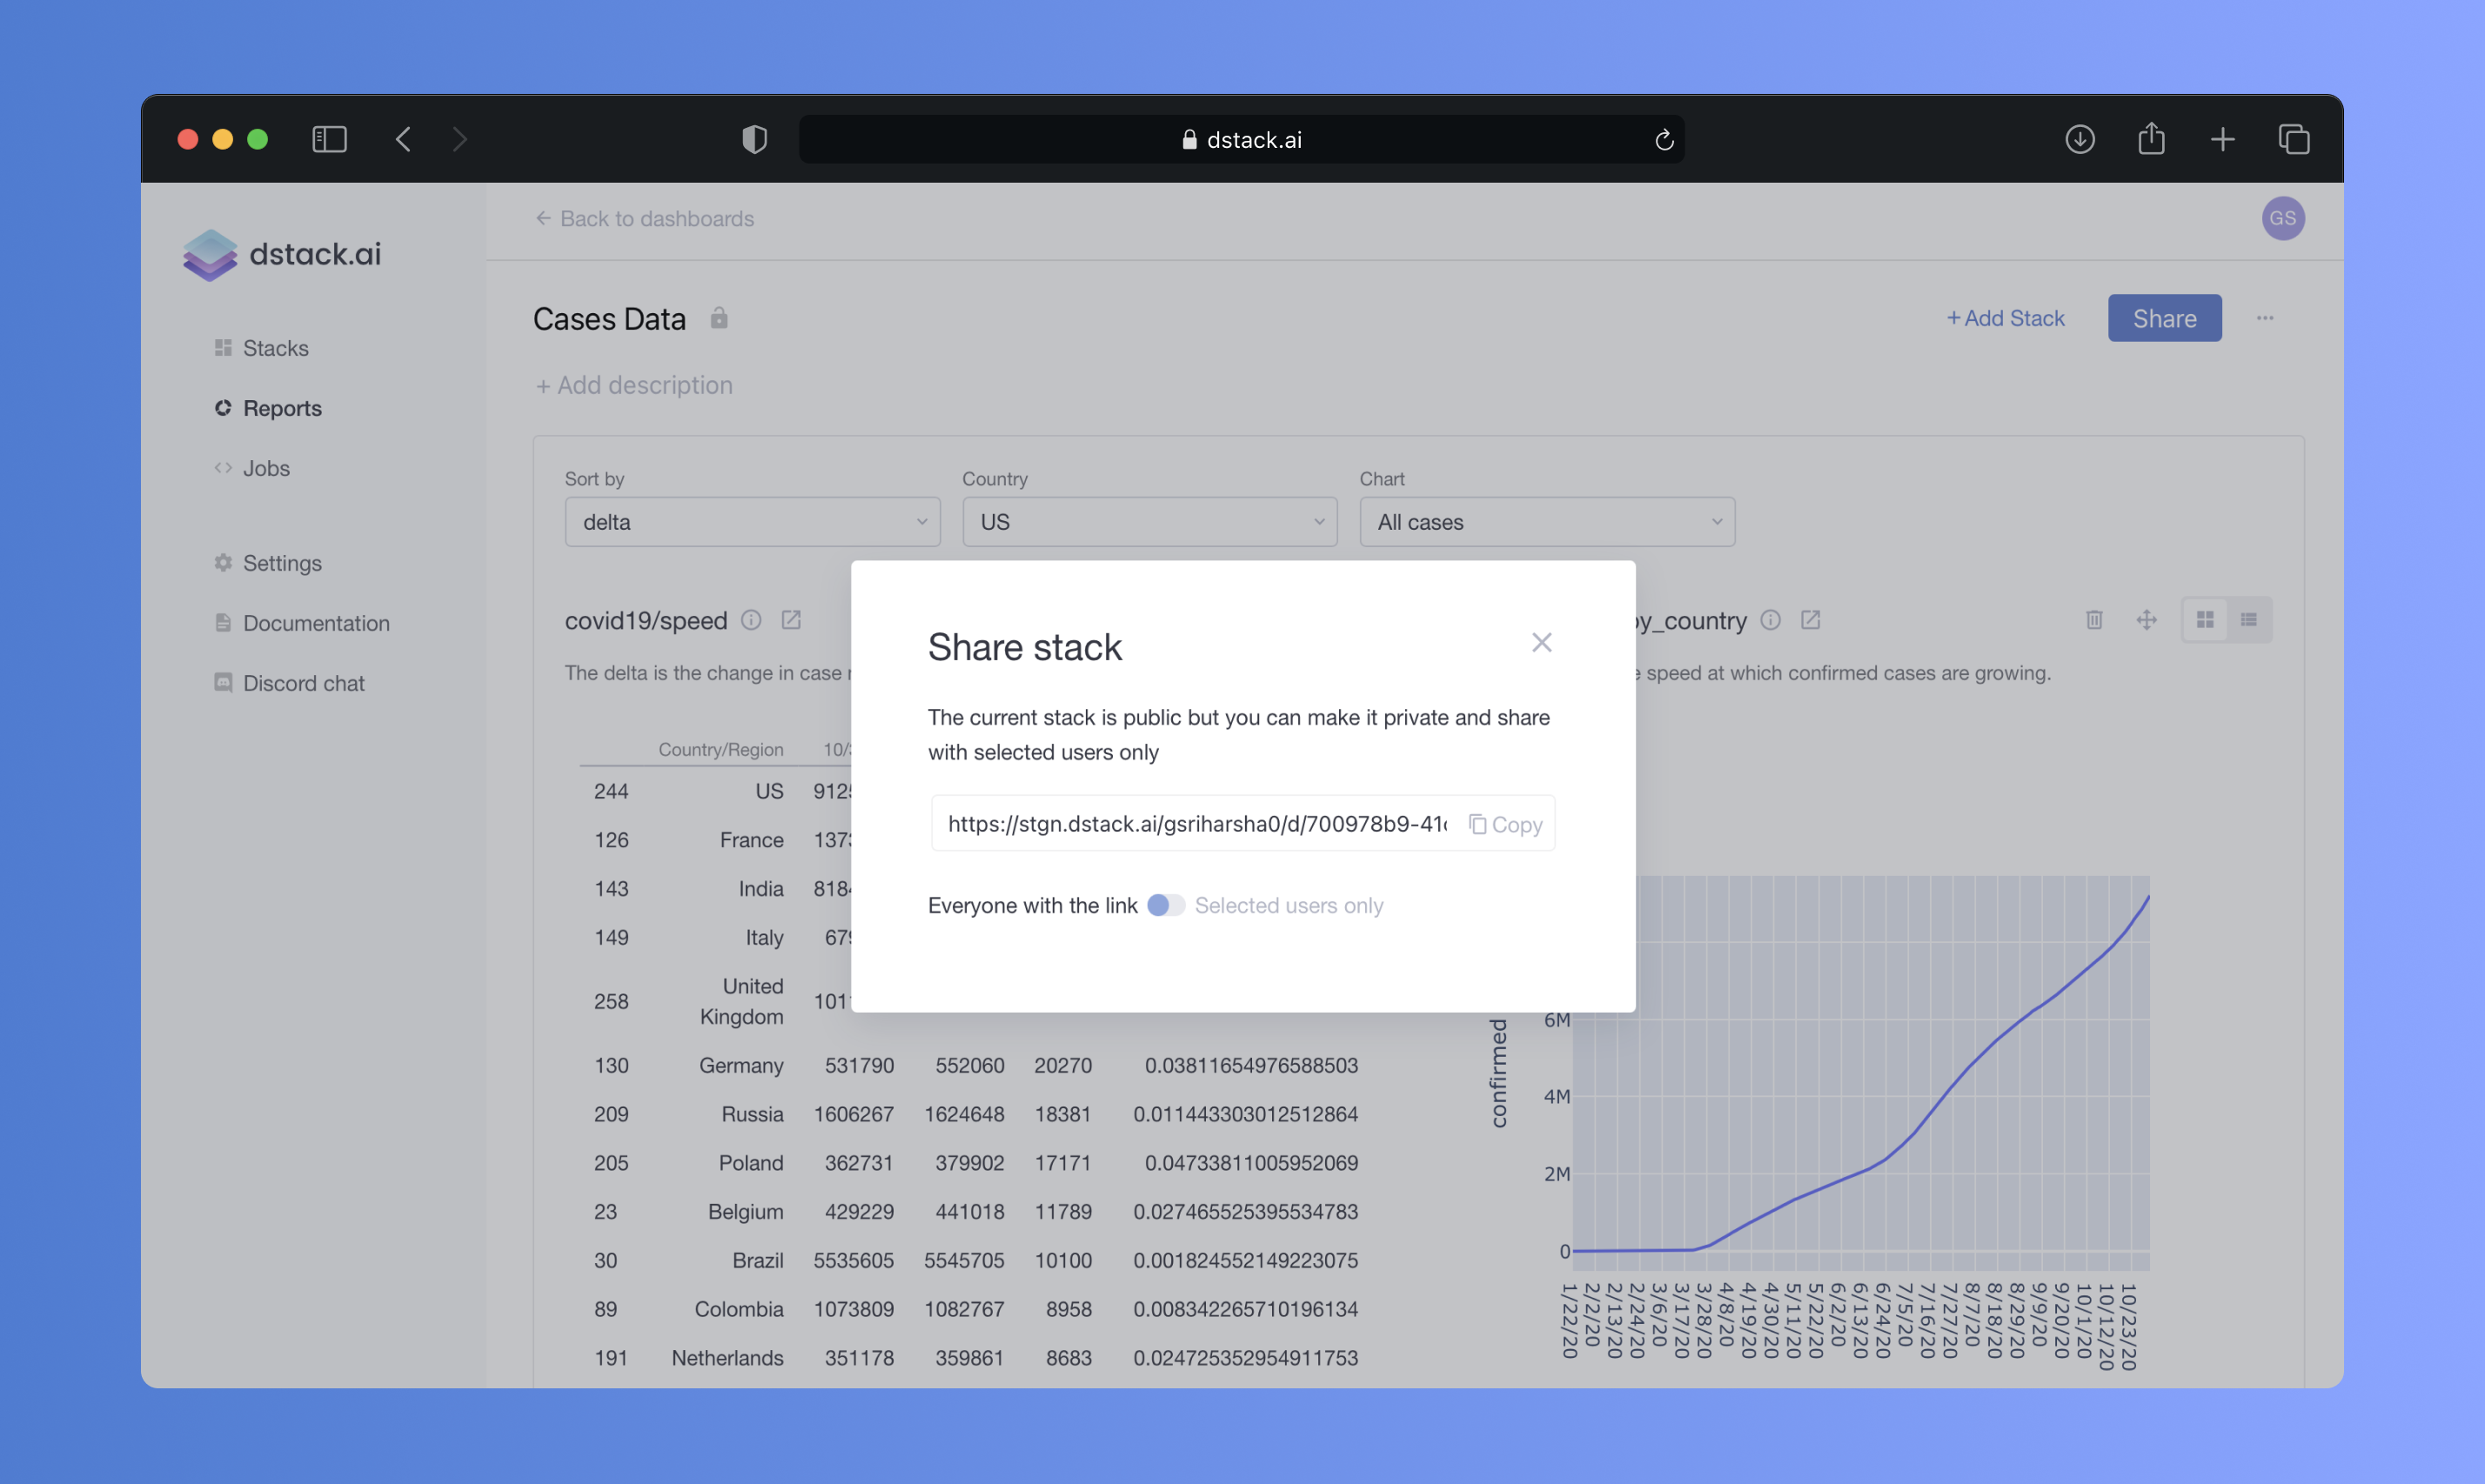 dstack.ai
← Back to dashboards
GS
dstack.ai
Stacks
Reports
Jobs
Settings
Documentation
Discord chat
Cases Data
+ Add Stack
Share
+ Add description
Sort by
Country
Chart
delta
US
All cases
covid19/speed
y_country
The delta is the change in case
speed at which confirmed cases are growing.
Share stack
The current stack is public but you can make it private and share
with selected users only
https://stgn.dstack.ai/gsriharsha0/d/700978b9-41
Copy
Everyone with the link
Selected users only
Country/Region 10/
244 US 912
126 France 137
143 India 818
149 Italy 67
258 United
Kingdom 101
130 Germany 531790 552060 20270 0.03811654976588503
209 Russia 1606267 1624648 18381 0.011443303012512864
205 Poland 362731 379902 17171 0.04733811005952069
23 Belgium 429229 441018 11789 0.027465525395534783
30 Brazil 5535605 5545705 10100 0.001824552149223075
89 Colombia 1073809 1082767 8958 0.008342265710196134
191 Netherlands 351178 359861 8683 0.024725352954911753
confirmed
6M
4M
2M
0
1/22/20
2/2/20
2/13/20
2/24/20
3/6/20
3/17/20
3/28/20
4/8/20
4/19/20
4/30/20
5/11/20
5/22/20
6/2/20
6/13/20
6/24/20
7/5/20
7/16/20
7/27/20
8/7/20
8/18/20
8/29/20
9/9/20
9/20/20
10/1/20
10/12/20
10/23/20